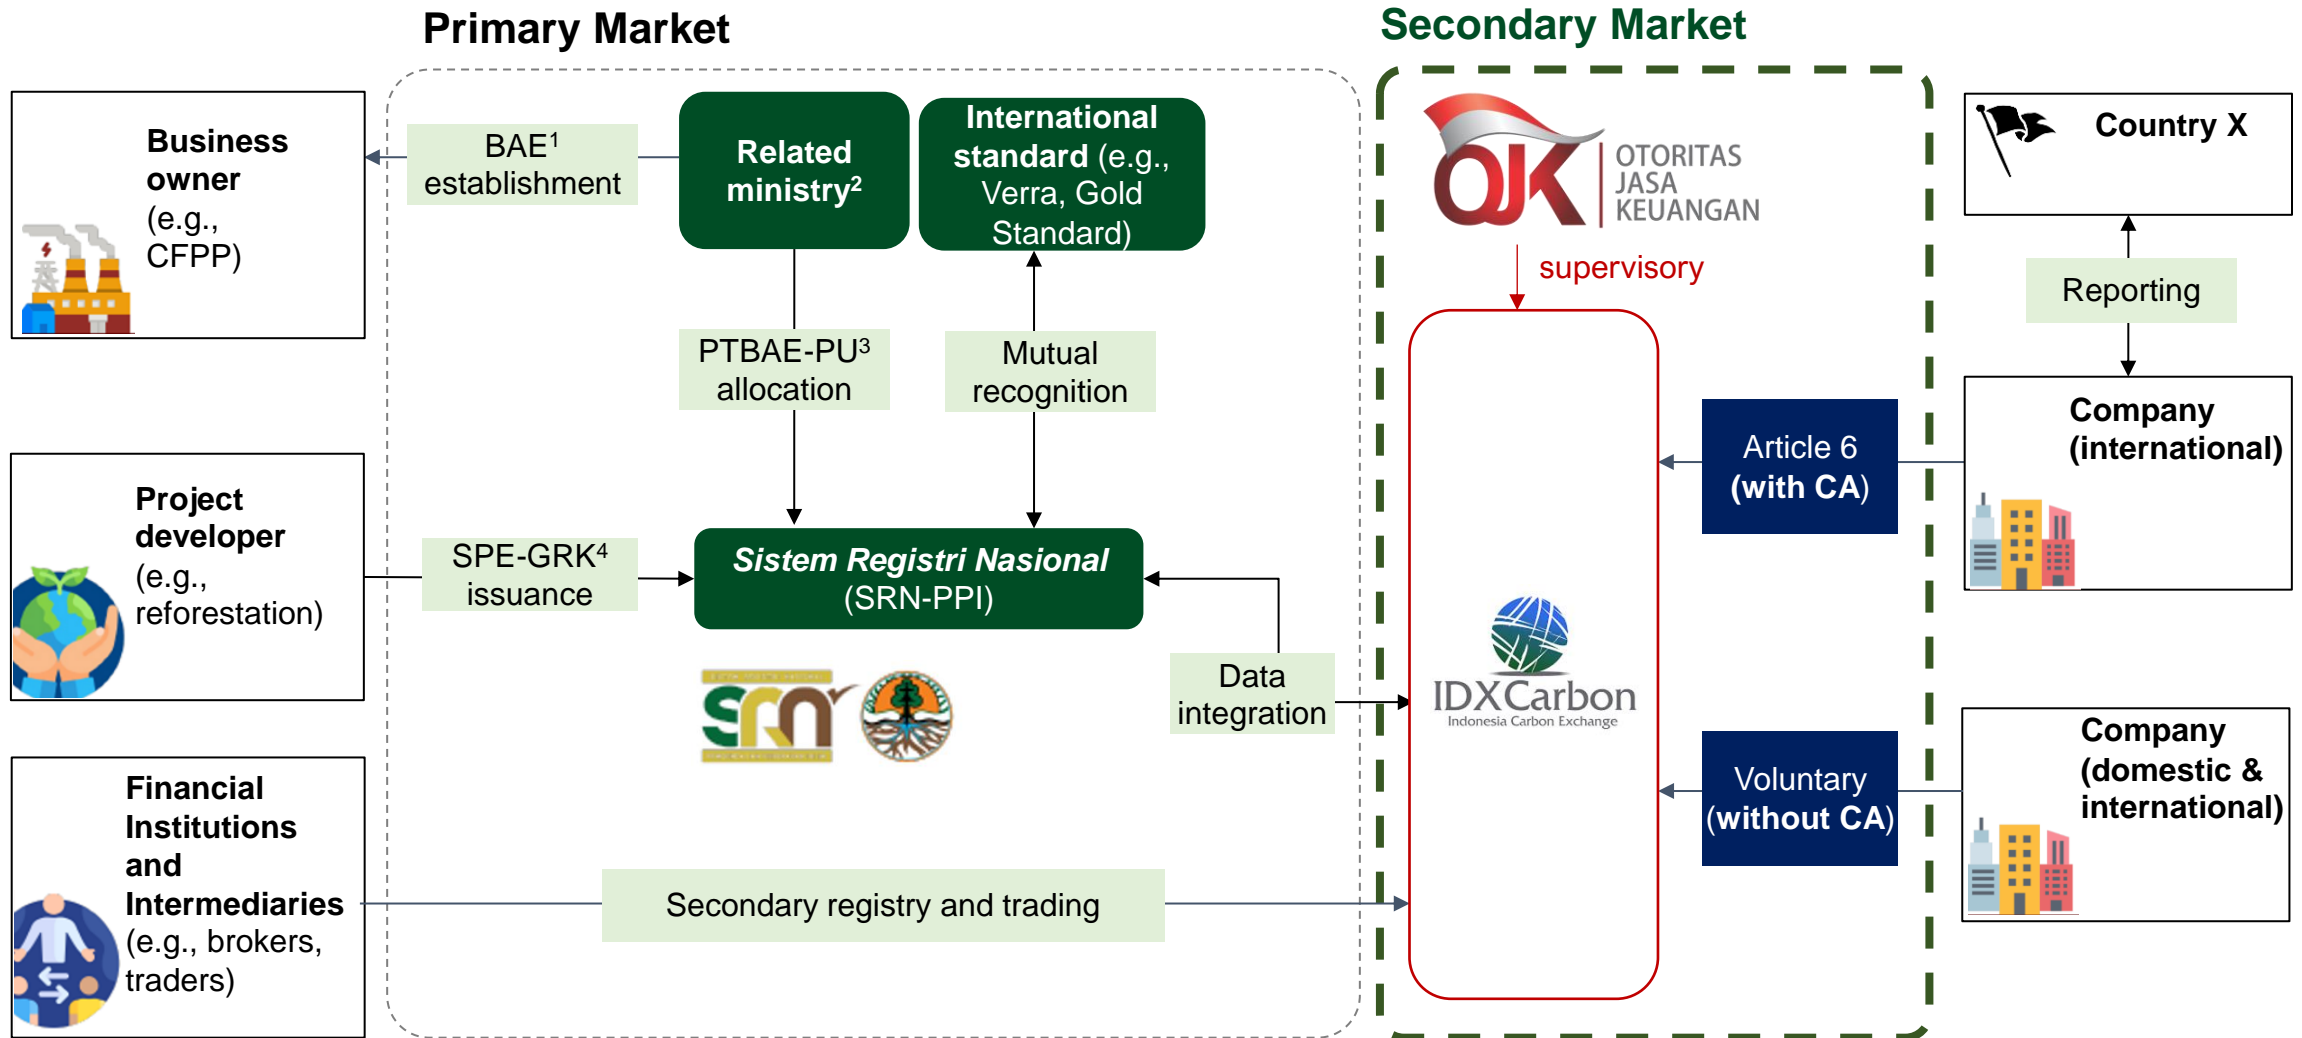 Primary Market
Secondary Market
Business
owner
(e.g.,
CFPP)
BAE¹
establishment
Related
ministry²
International
standard (e.g.,
Verra, Gold
Standard)
OJK
OTORITAS
JASA
KEUANGAN
supervisory
Country X
Reporting
PTBAE-PU³
allocation
Mutual
recognition
Article 6
(with CA)
Company
(international)
Project
developer
(e.g.,
reforestation)
SPE-GRK⁴
issuance
Sistem Registri Nasional
(SRN-PPI)
srn
Data
integration
IDXCarbon
Indonesia Carbon Exchange
Voluntary
(without CA)
Company
(domestic &
international)
Financial
Institutions
and
Intermediaries
(e.g., brokers,
traders)
Secondary registry and trading